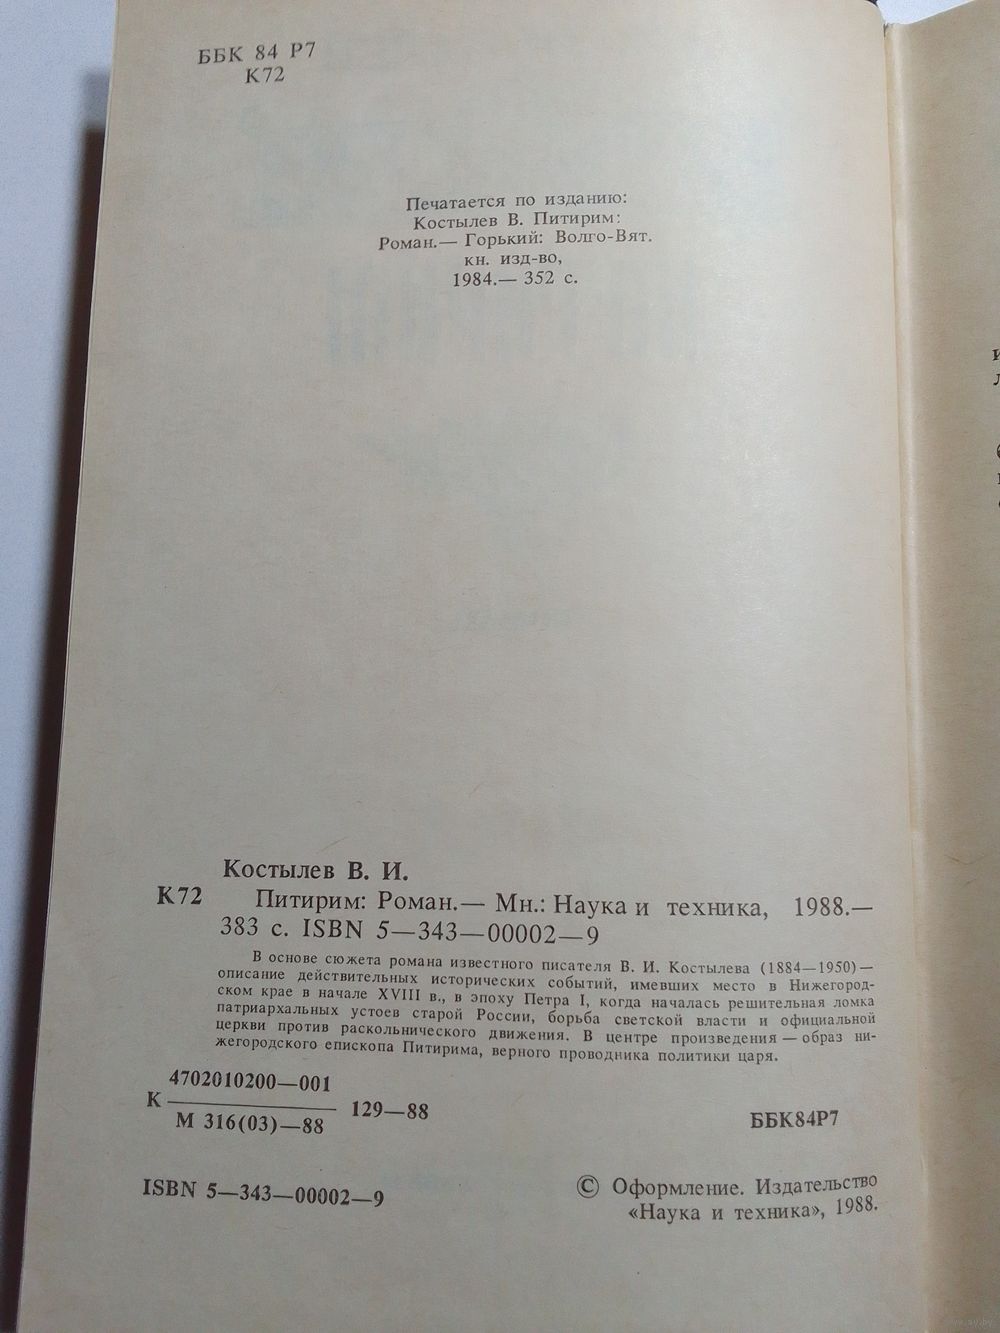 ББК 84 Р7
К72
Печатается по изданию:
Костылев В. Питирим:
Роман.— Горький: Волго-Вят.
кн. изд-во,
1984.— 352 с.
Костылев В. И.
К72 Питирим: Роман.— Мн.: Наука и техника, 1988.—
383 с. ISBN 5—343—00002—9
В основе сюжета романа известного писателя В. И. Костылева (1884—1950)—
описание действительных исторических событий, имевших место в Нижегород-
ском крае в начале XVIII в., в эпоху Петра I, когда началась решительная ломка
патриархальных устоев старой России, борьба светской власти и официальной
церкви против раскольнического движения. В центре произведения — образ ни-
жегородского епископа Питирима, верного проводника политики царя.
4702010200—001
К 129—88
М 316(03)—88
ББК84Р7
ISBN 5—343—00002—9
© Оформление. Издательство
«Наука и техника», 1988.